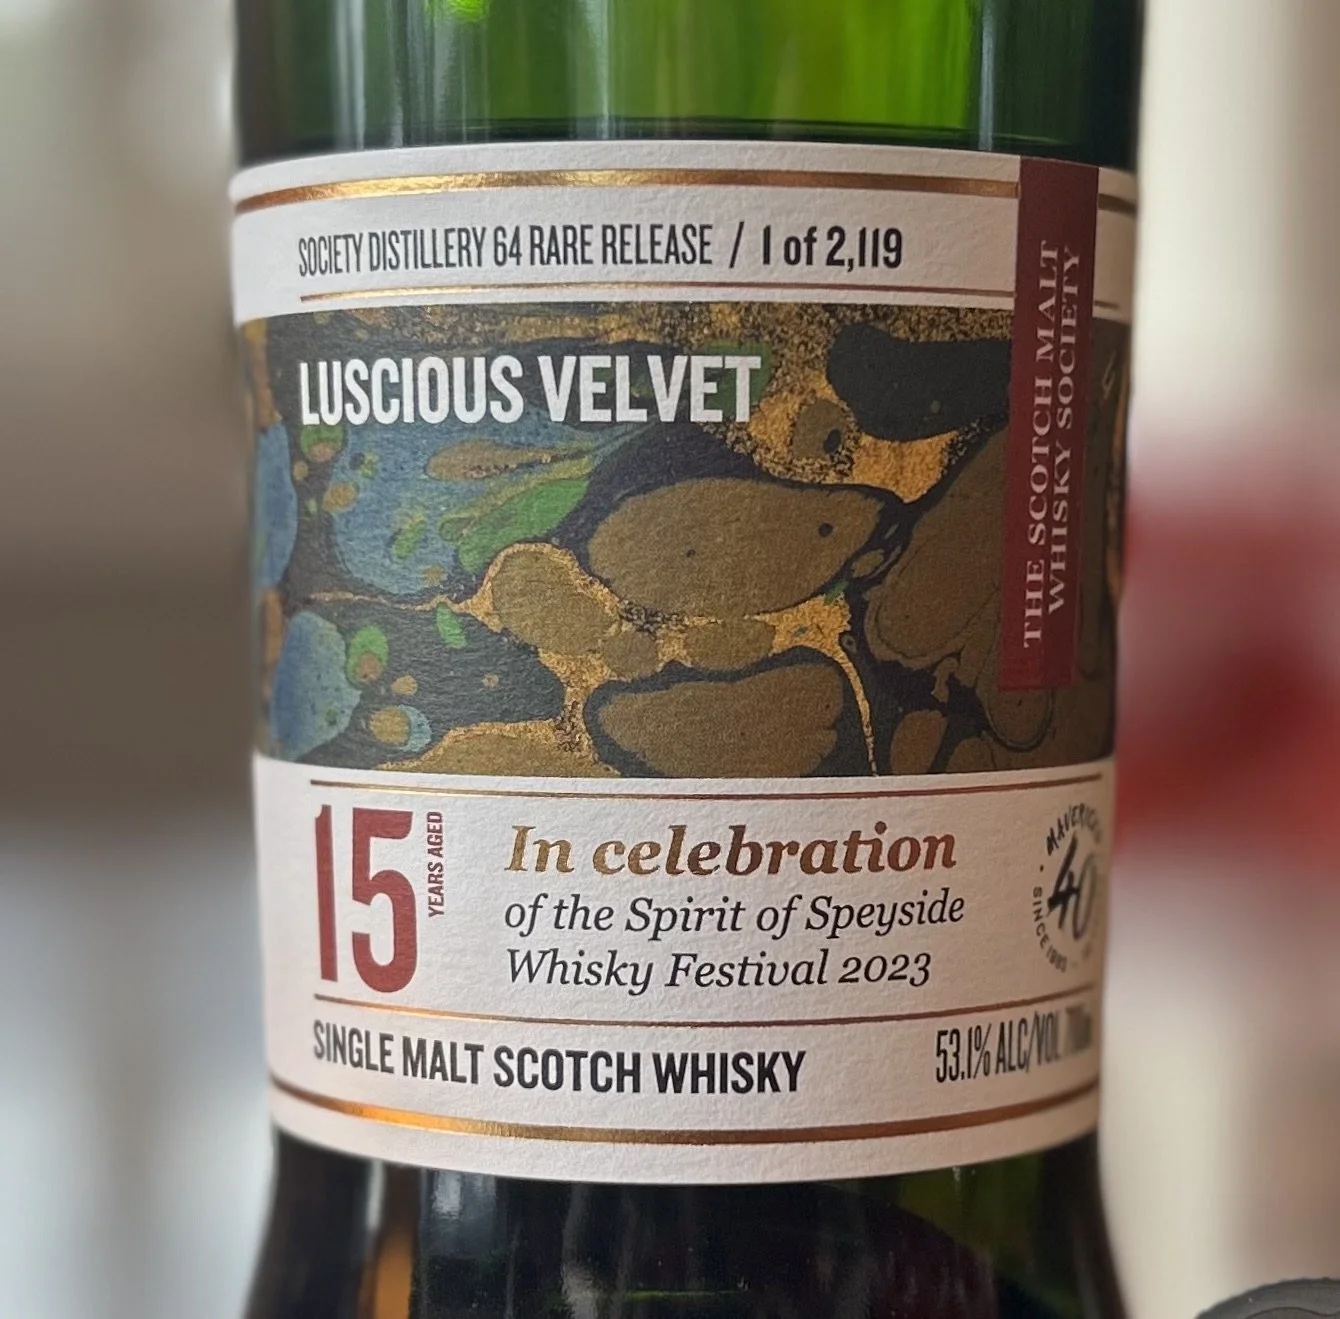 SOCIETY DISTILLERY 64 RARE RELEASE / 1 of 2,119
LUSCIOUS VELVET
THE SCOTCH MALT
WHISKY SOCIETY
15
YEARS AGED
In celebration
of the Spirit of Speyside
Whisky Festival 2023
40
SINCE 1983
SINGLE MALT SCOTCH WHISKY
53.1% ALC/VOL